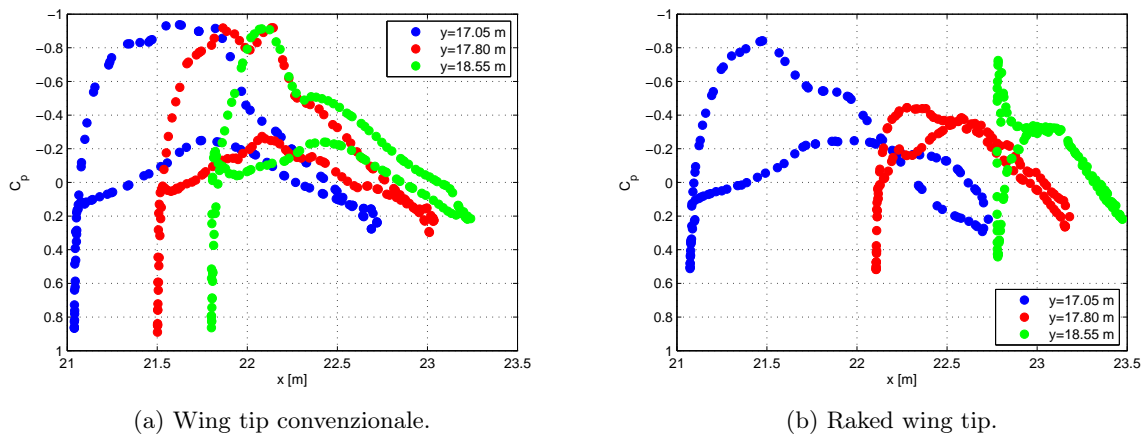 −1
−0.8
−0.6
−0.4
−0.2
0
0.2
0.4
0.6
0.8
1
C_p
21
21.5
22
22.5
23
23.5
x [m]
y=17.05 m
y=17.80 m
y=18.55 m
(a) Wing tip convenzionale.
−1
−0.8
−0.6
−0.4
−0.2
0
0.2
0.4
0.6
0.8
1
C_p
21
21.5
22
22.5
23
23.5
x [m]
y=17.05 m
y=17.80 m
y=18.55 m
(b) Raked wing tip.